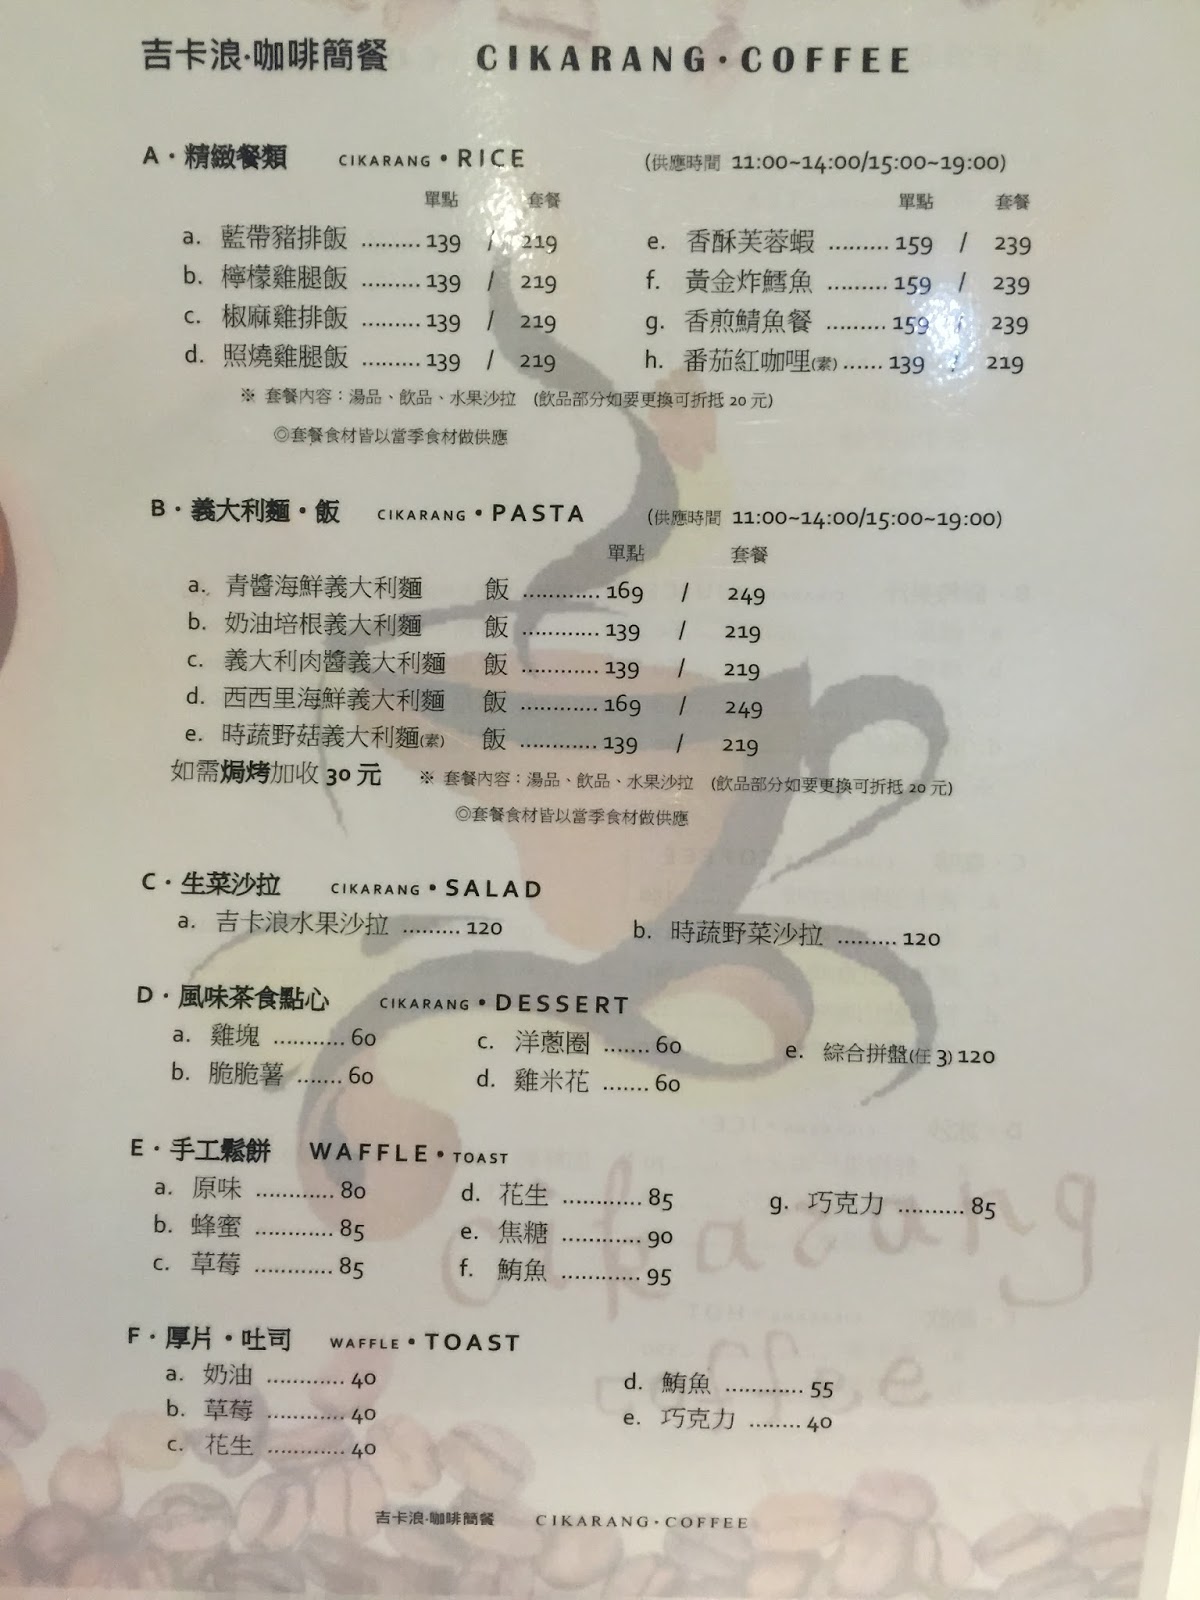 吉卡浪·咖啡簡餐 CIKARANG·COFFEE
A·精緻餐類 CIKARANG·RICE (供應時間 11:00~14:00/15:00~19:00)
單點 套餐 單點 套餐
a. 藍帶豬排飯 ......... 139 / 219 e. 香酥芙蓉蝦 ......... 159 / 239
b. 檸檬雞腿飯 ......... 139 / 219 f. 黃金炸鱈魚 ......... 159 / 239
c. 椒麻雞排飯 ......... 139 / 219 g. 香煎鯖魚餐 ......... 159 / 239
d. 照燒雞腿飯 ......... 139 / 219 h. 番茄紅咖哩(素) ...... 139 / 219
※ 套餐內容：湯品、飲品、水果沙拉 (飲品部分如要更換可折抵 20 元)
◎套餐食材皆以當季食材做供應
B·義大利麵·飯 CIKARANG·PASTA (供應時間 11:00~14:00/15:00~19:00)
單點 套餐
a. 青醬海鮮義大利麵 飯 ............ 169 / 249
b. 奶油培根義大利麵 飯 ............ 139 / 219
c. 義大利肉醬義大利麵 飯 ............ 139 / 219
d. 西西里海鮮義大利麵 飯 ............ 169 / 249
e. 時蔬野菇義大利麵(素) 飯 ............ 139 / 219
如需焗烤加收 30 元 ※ 套餐內容：湯品、飲品、水果沙拉 (飲品部分如要更換可折抵 20 元)
◎套餐食材皆以當季食材做供應
C·生菜沙拉 CIKARANG·SALAD
a. 吉卡浪水果沙拉 ......... 120 b. 時蔬野菜沙拉 ......... 120
D·風味茶食點心 CIKARANG·DESSERT
a. 雞塊 ............ 60 c. 洋蔥圈 ....... 60 e. 綜合拼盤(任 3) 120
b. 脆脆薯 ....... 60 d. 雞米花 ....... 60
E·手工鬆餅 WAFFLE·TOAST
a. 原味 ............ 80 d. 花生 ............ 85 g. 巧克力 .......... 85
b. 蜂蜜 ............ 85 e. 焦糖 ............ 90
c. 草莓 ............ 85 f. 鮪魚 ............ 95
F·厚片·吐司 WAFFLE·TOAST
a. 奶油 ............ 40 d. 鮪魚 ............ 55
b. 草莓 ............ 40 e. 巧克力 ........ 40
c. 花生 ............ 40
吉卡浪·咖啡簡餐 CIKARANG·COFFEE